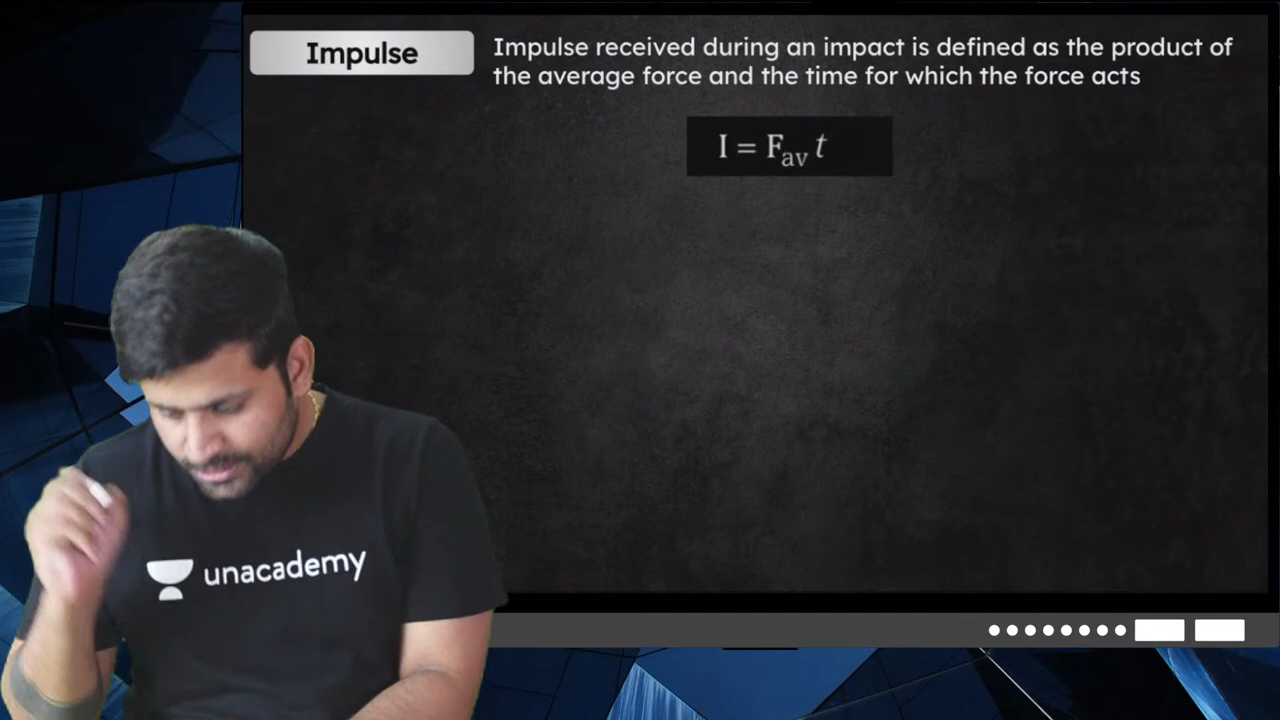 Impulse
Impulse received during an impact is defined as the product of
the average force and the time for which the force acts
I = F_av t
unacademy